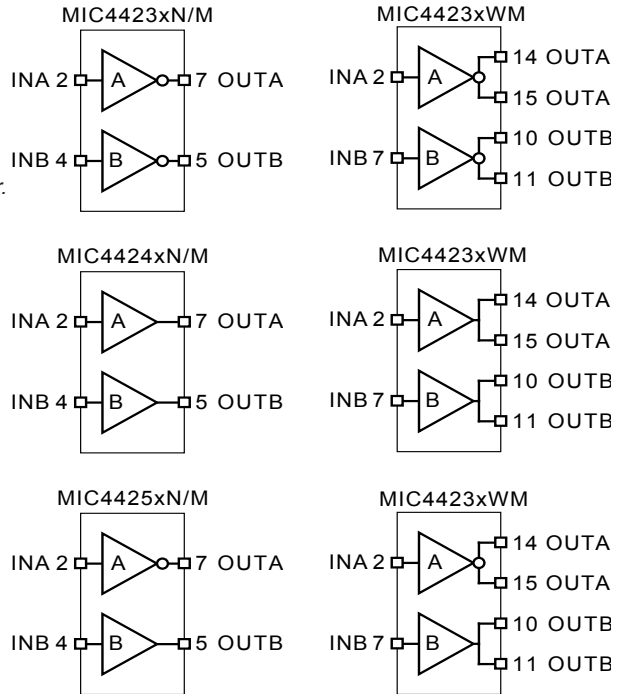 MIC4423xN/M
INA 2
A
7 OUTA
INB 4
B
5 OUTB
MIC4423xWM
INA 2
A
14 OUTA
15 OUTA
INB 7
B
10 OUTB
11 OUTB
r.
MIC4424xN/M
INA 2
A
7 OUTA
INB 4
B
5 OUTB
MIC4423xWM
INA 2
A
14 OUTA
15 OUTA
INB 7
B
10 OUTB
11 OUTB
MIC4425xN/M
INA 2
A
7 OUTA
INB 4
B
5 OUTB
MIC4423xWM
INA 2
A
14 OUTA
15 OUTA
INB 7
B
10 OUTB
11 OUTB